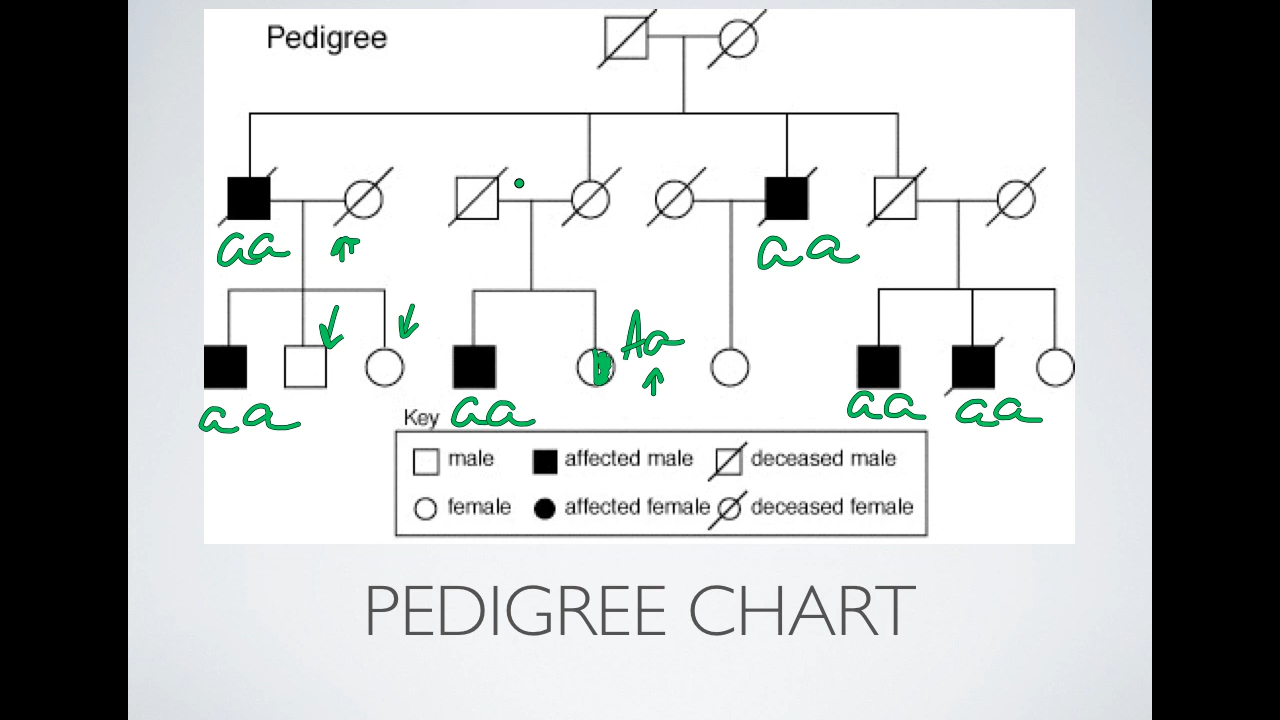 Pedigree
aa
aa
aa
aa
Aa
aa
aa
Key
male
affected male
deceased male
female
affected female
deceased female
PEDIGREE CHART